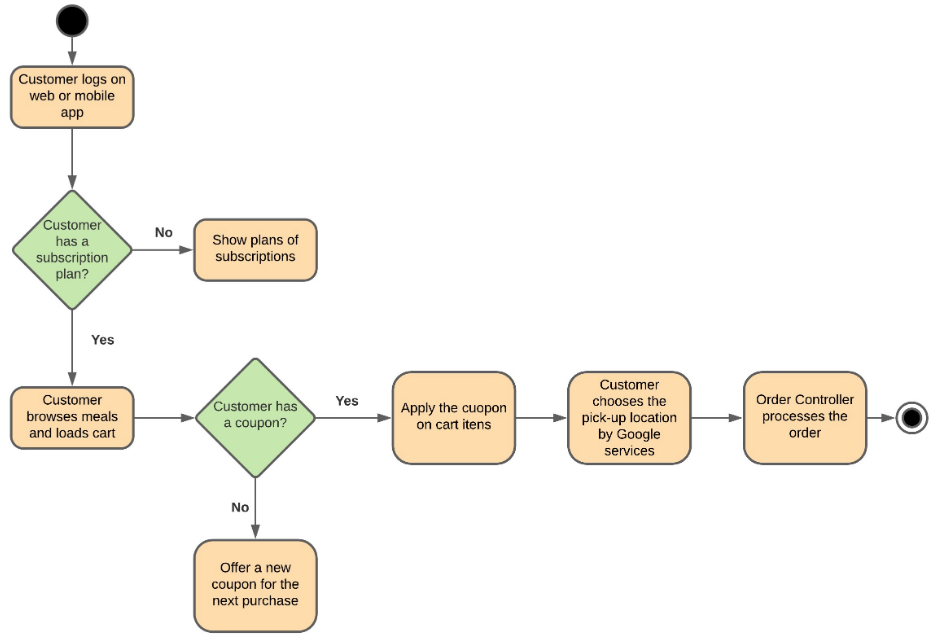 Customer logs on
web or mobile
app
Customer
has a
subscription
plan?
No
Show plans of
subscriptions
Yes
Customer
browses meals
and loads cart
Customer has
a coupon?
Yes
Apply the cuopon
on cart itens
Customer
chooses the
pick-up location
by Google
services
Order Controller
processes the
order
No
Offer a new
coupon for the
next purchase